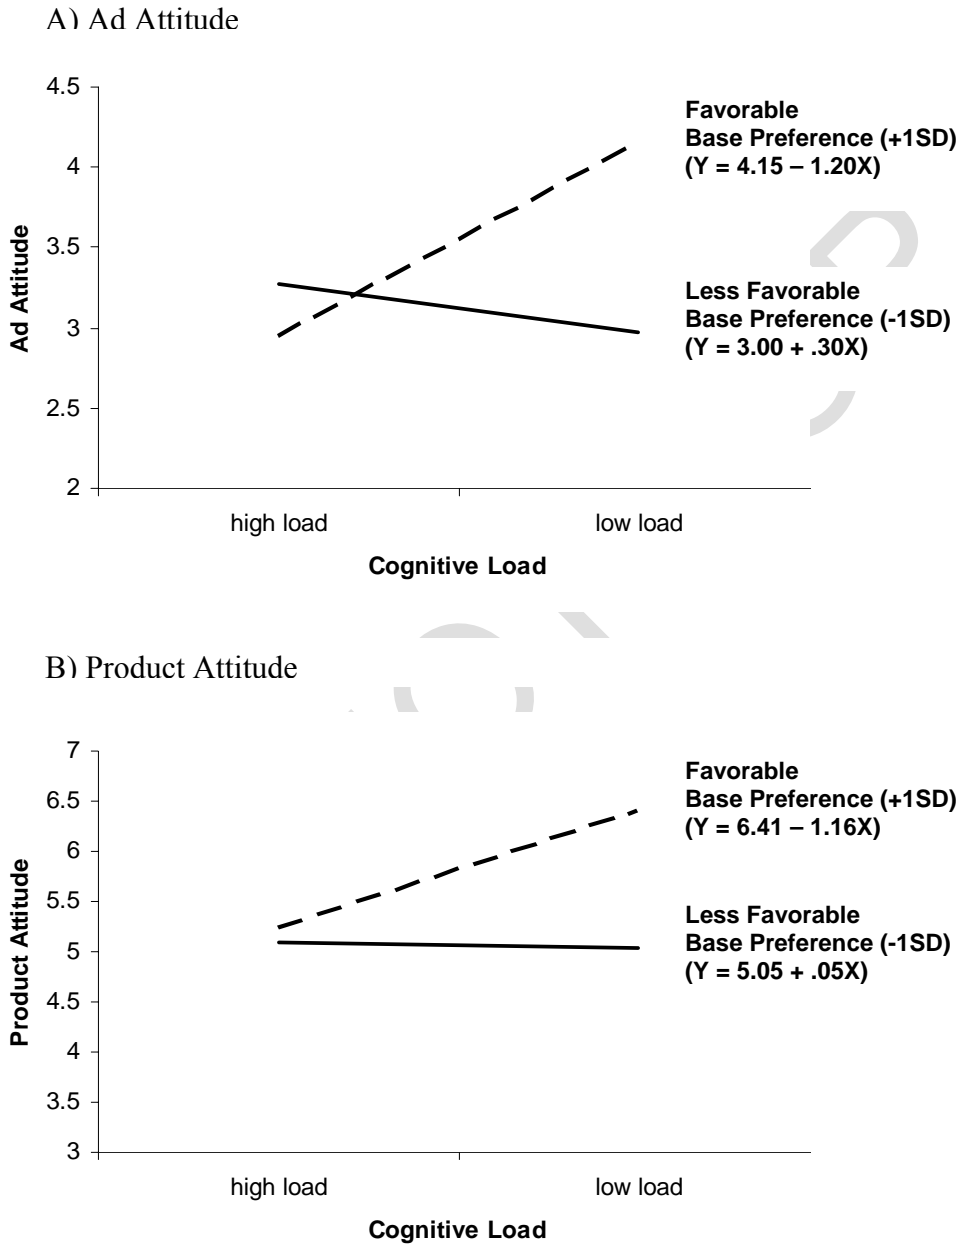 A) Ad Attitude
4.5
4
3.5
3
2.5
2
Ad Attitude
Favorable
Base Preference (+1SD)
(Y = 4.15 – 1.20X)
Less Favorable
Base Preference (-1SD)
(Y = 3.00 + .30X)
high load
low load
Cognitive Load
B) Product Attitude
7
6.5
6
5.5
5
4.5
4
3.5
3
Product Attitude
Favorable
Base Preference (+1SD)
(Y = 6.41 – 1.16X)
Less Favorable
Base Preference (-1SD)
(Y = 5.05 + .05X)
high load
low load
Cognitive Load